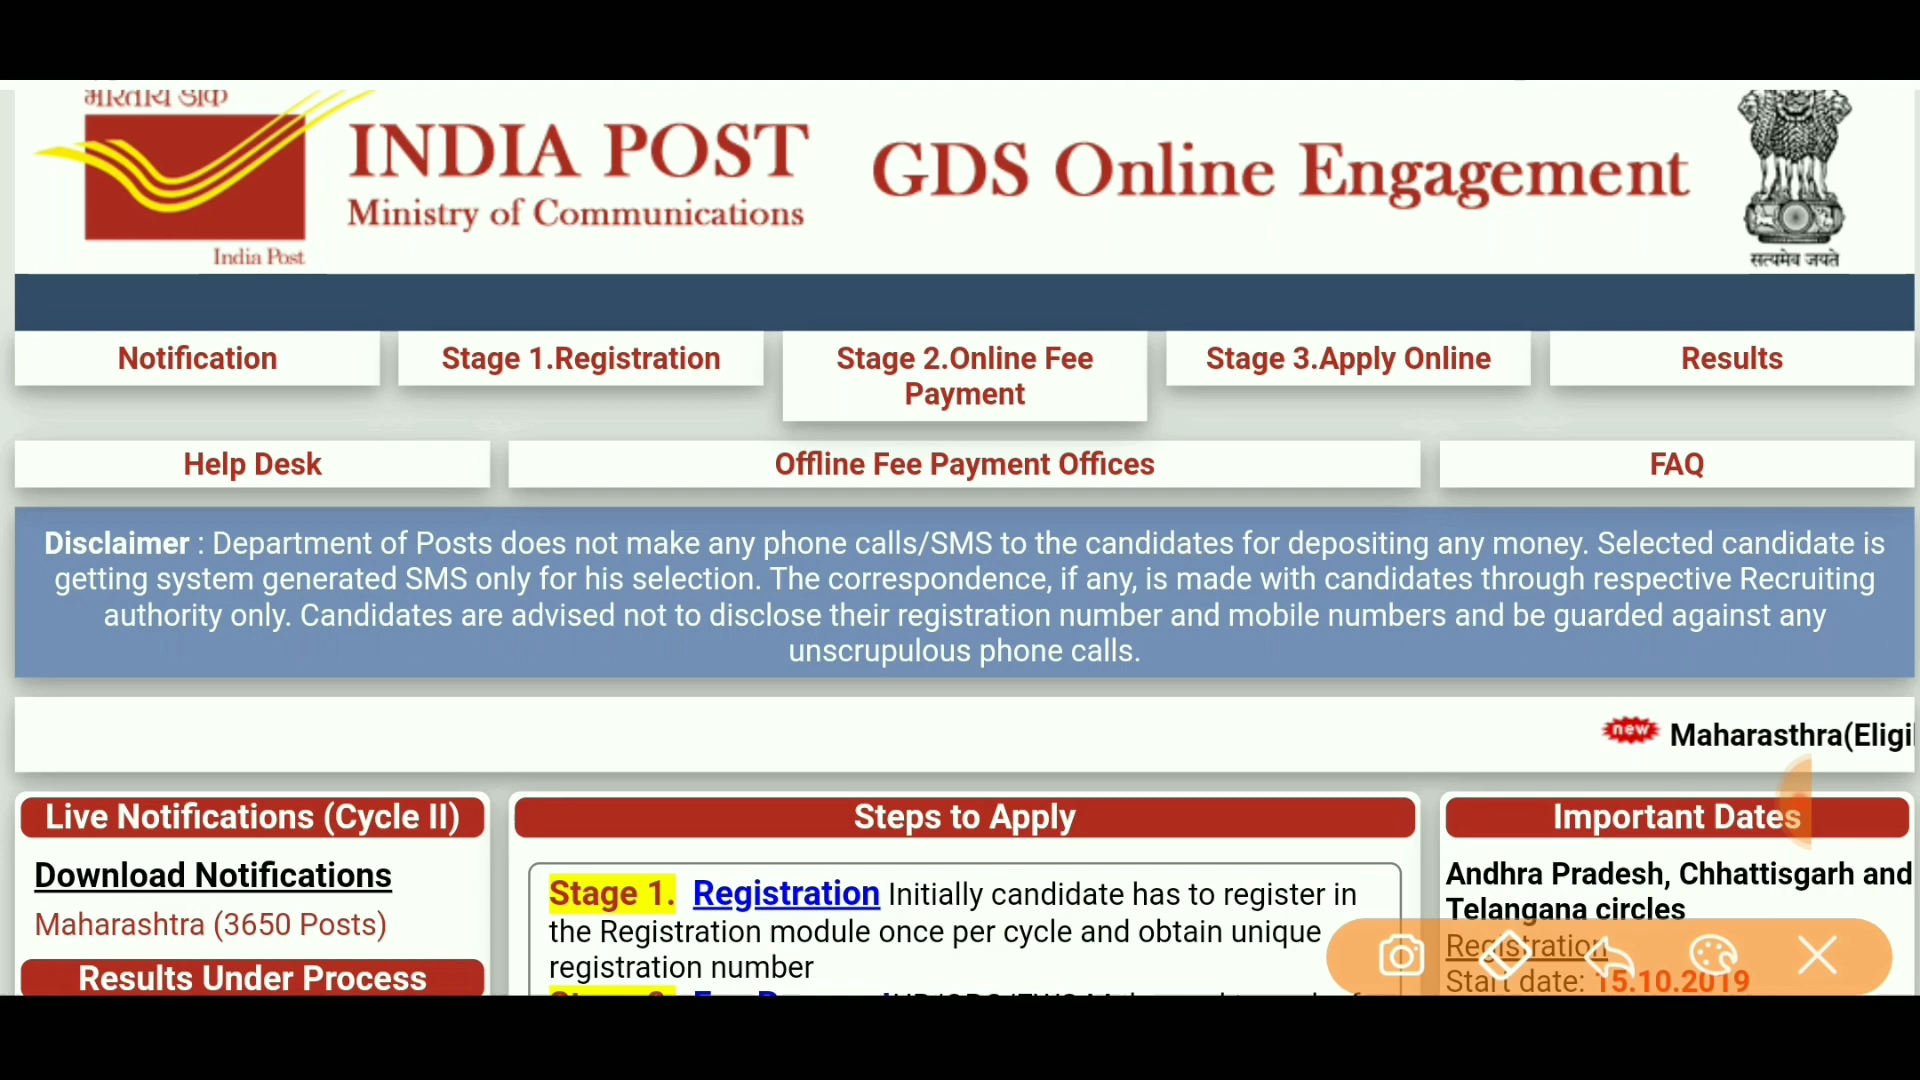 भारतीय डाक
INDIA POST
Ministry of Communications
India Post
GDS Online Engagement
सत्यमेव जयते
Notification
Stage 1.Registration
Stage 2.Online Fee
Payment
Stage 3.Apply Online
Results
Help Desk
Offline Fee Payment Offices
FAQ
Disclaimer : Department of Posts does not make any phone calls/SMS to the candidates for depositing any money. Selected candidate is
getting system generated SMS only for his selection. The correspondence, if any, is made with candidates through respective Recruiting
authority only. Candidates are advised not to disclose their registration number and mobile numbers and be guarded against any
unscrupulous phone calls.
new Maharasthra(Eligi
Live Notifications (Cycle II)
Download Notifications
Maharashtra (3650 Posts)
Results Under Process
Steps to Apply
Stage 1. Registration Initially candidate has to register in
the Registration module once per cycle and obtain unique
registration number
Important Dates
Andhra Pradesh, Chhattisgarh and
Telangana circles
Registration
Start date: 15.10.2019